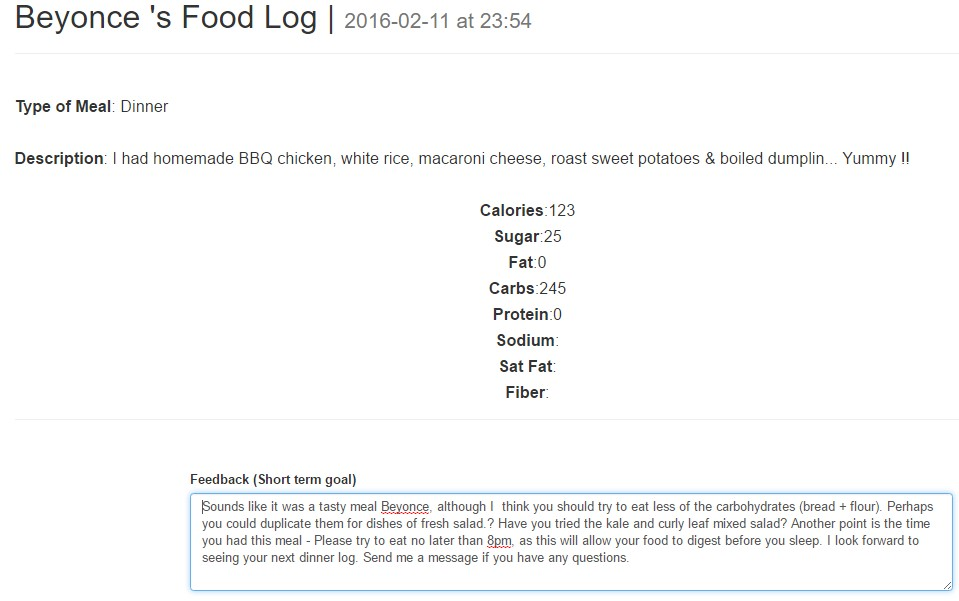 Beyonce 's Food Log | 2016-02-11 at 23:54
Type of Meal: Dinner
Description: I had homemade BBQ chicken, white rice, macaroni cheese, roast sweet potatoes & boiled dumplin... Yummy !!
Calories:123
Sugar:25
Fat:0
Carbs:245
Protein:0
Sodium:
Sat Fat:
Fiber:
Feedback (Short term goal)
Sounds like it was a tasty meal Beyonce, although I  think you should try to eat less of the carbohydrates (bread + flour). Perhaps
you could duplicate them for dishes of fresh salad.? Have you tried the kale and curly leaf mixed salad? Another point is the time
you had this meal - Please try to eat no later than 8pm, as this will allow your food to digest before you sleep. I look forward to
seeing your next dinner log. Send me a message if you have any questions.